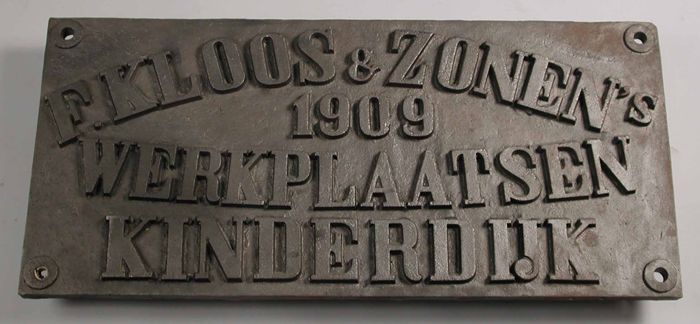 F. KLOOS & ZONEN's
1909
WERKPLAATSEN
KINDERDIJK